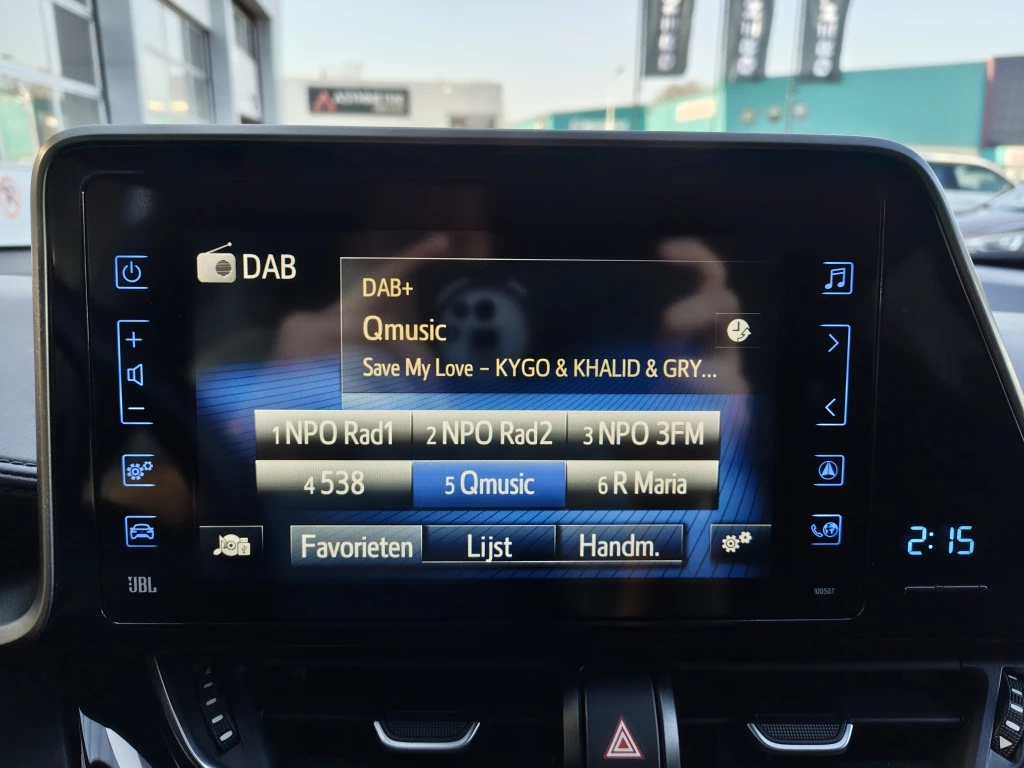 DAB
DAB+
Qmusic
Save My Love – KYGO & KHALID & GRY...
1 NPO Rad1
2 NPO Rad2
3 NPO 3FM
4 538
5 Qmusic
6 R Maria
Favorieten
Lijst
Handm.
JBL
100507
2:15